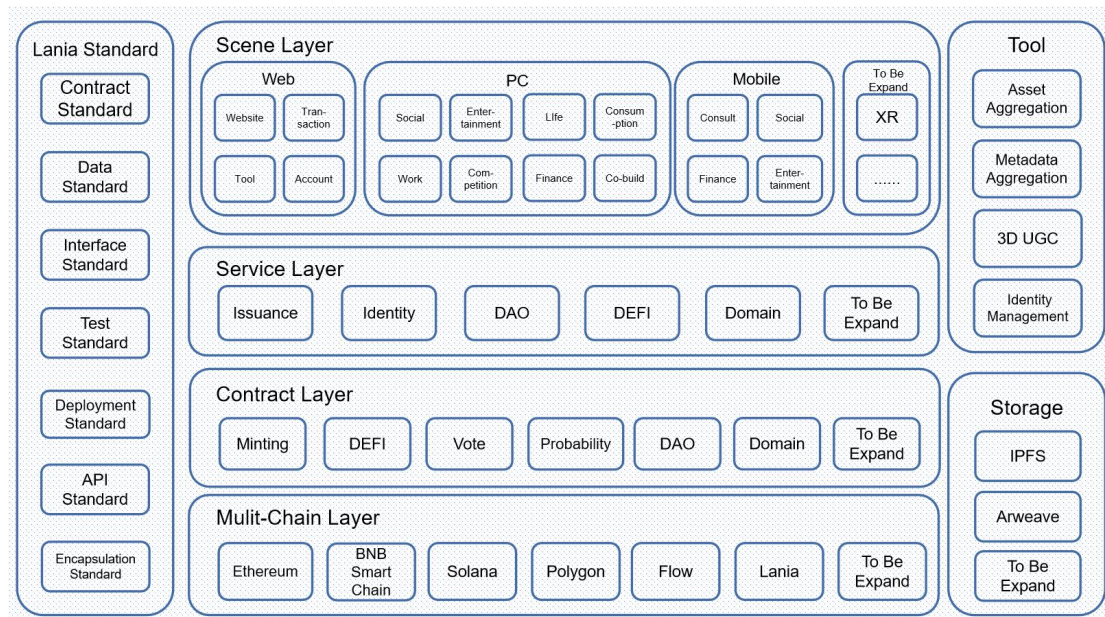 Lania Standard
Contract
Standard
Data
Standard
Interface
Standard
Test
Standard
Deployment
Standard
API
Standard
Encapsulation
Standard
Scene Layer
Web
Website
Tran-
saction
Tool
Account
PC
Social
Enter-
tainment
LIfe
Consum
-ption
Work
Com-
petition
Finance
Co-build
Mobile
Consult
Social
Finance
Enter-
tainment
To Be
Expand
XR
......
Service Layer
Issuance
Identity
DAO
DEFI
Domain
To Be
Expand
Contract Layer
Minting
DEFI
Vote
Probability
DAO
Domain
To Be
Expand
Mulit-Chain Layer
Ethereum
BNB
Smart
Chain
Solana
Polygon
Flow
Lania
To Be
Expand
Tool
Asset
Aggregation
Metadata
Aggregation
3D UGC
Identity
Management
Storage
IPFS
Arweave
To Be
Expand